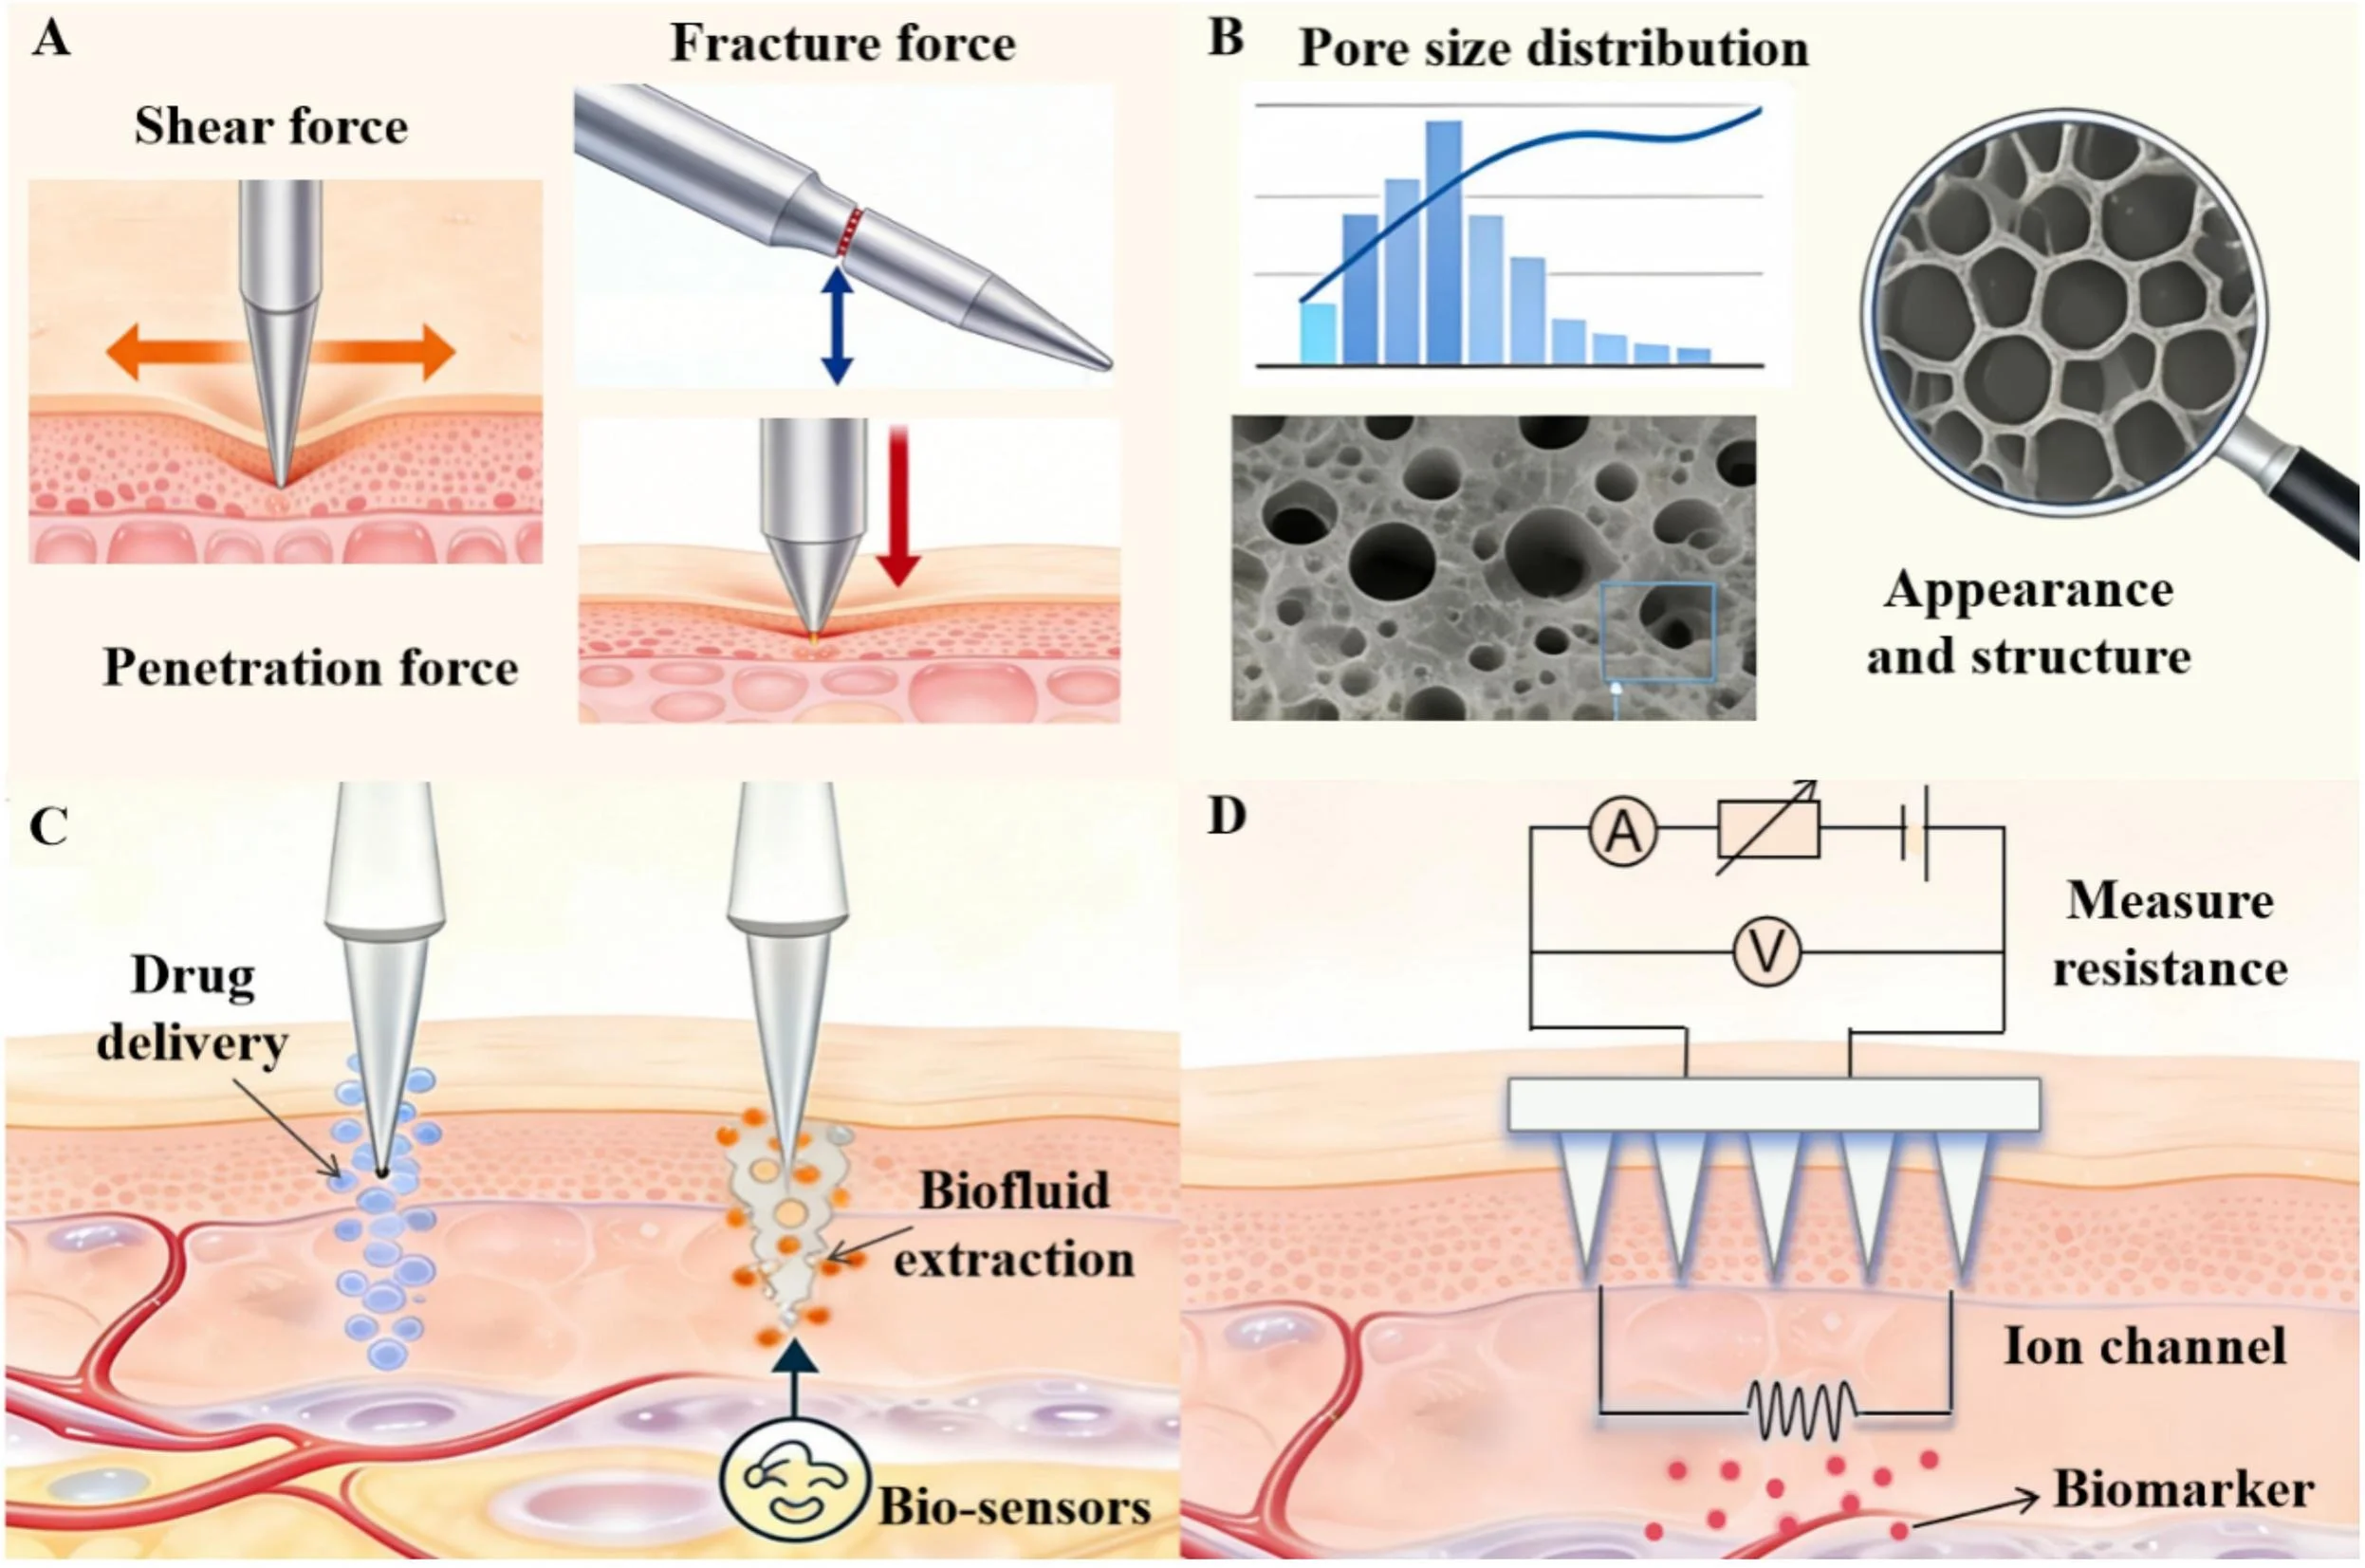 A
Fracture force
Shear force
Penetration force
B
Pore size distribution
Appearance
and structure
C
Drug
delivery
Biofluid
extraction
Bio-sensors
D
A
V
Measure
resistance
Ion channel
Biomarker